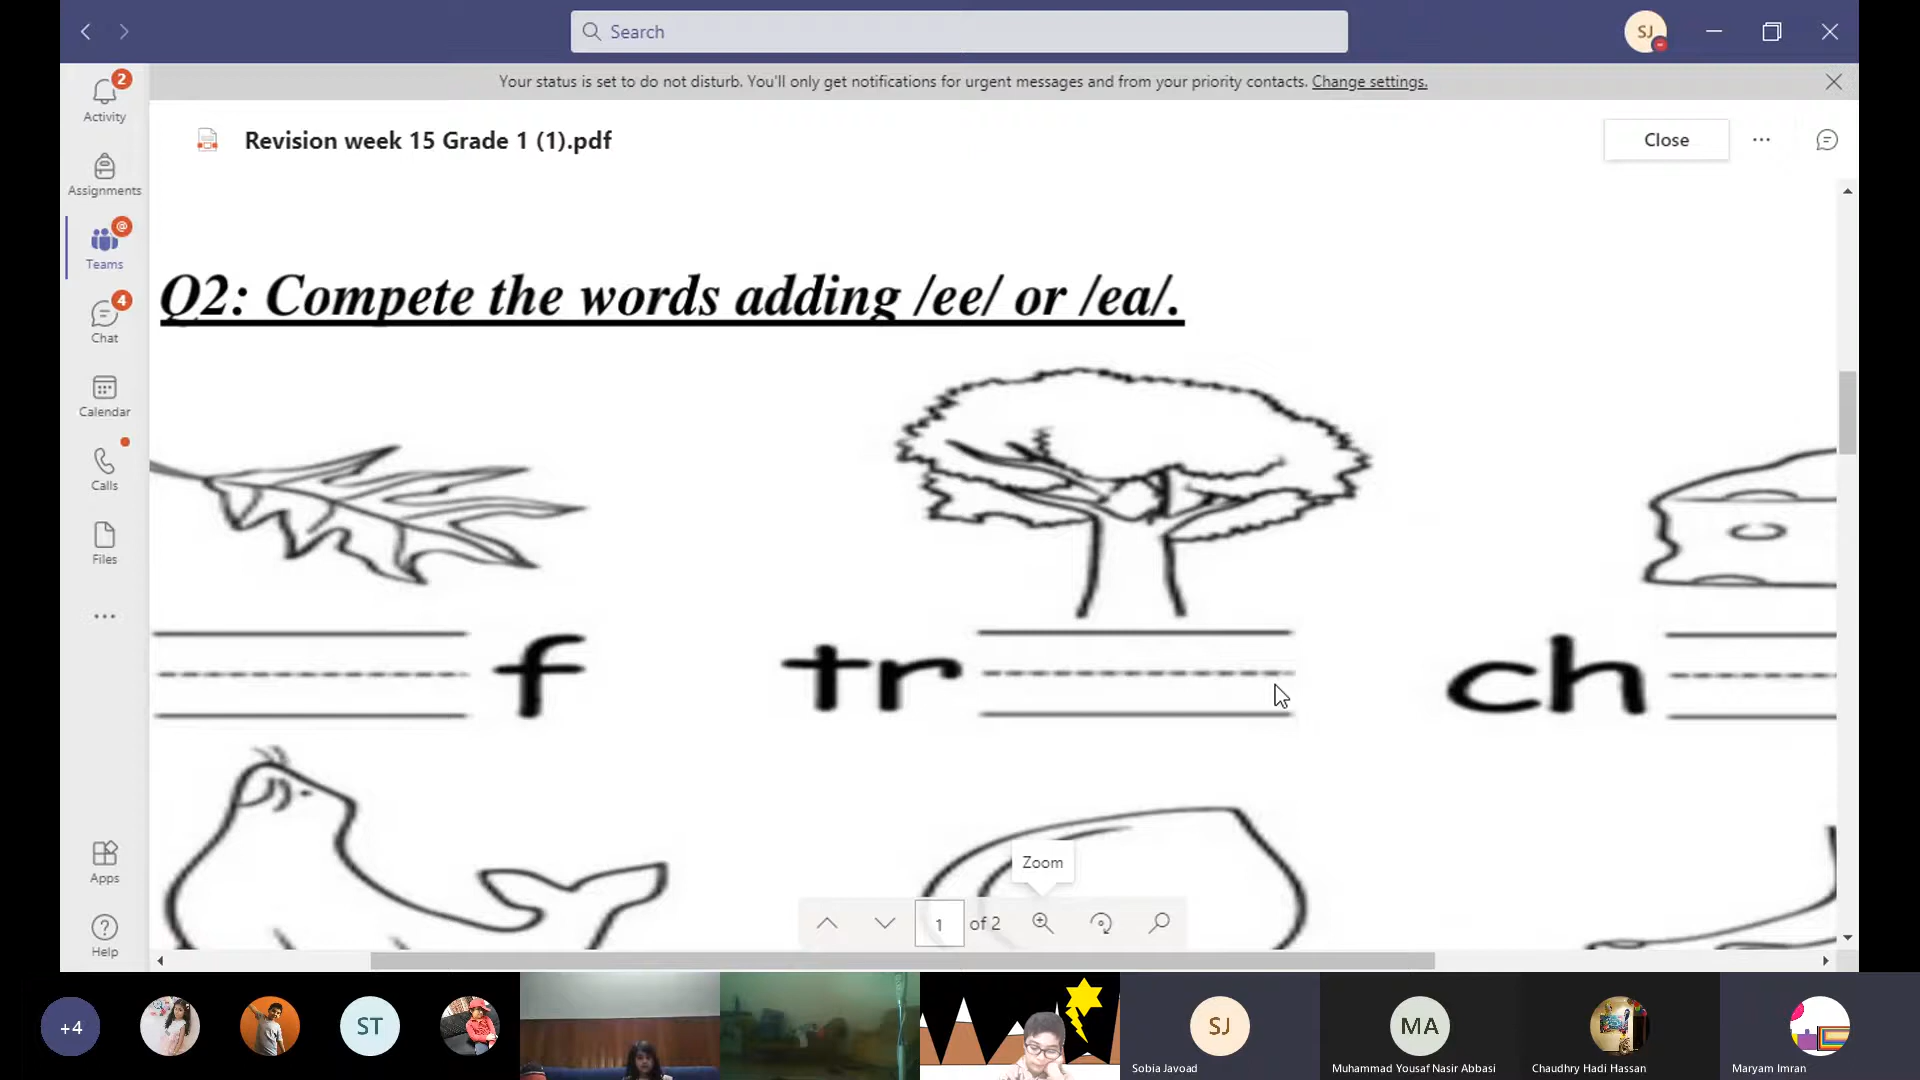 Search
SJ
Your status is set to do not disturb. You'll only get notifications for urgent messages and from your priority contacts. Change settings.
2
Activity
Assignments
@
Teams
4
Chat
Calendar
Calls
Files
Apps
Help
Revision week 15 Grade 1 (1).pdf
Close
Q2: Compete the words adding /ee/ or /ea/.
f
tr
ch
Zoom
1 of 2
+4
ST
SJ
MA
Sobia Javoad
Muhammad Yousaf Nasir Abbasi
Chaudhry Hadi Hassan
Maryam Imran